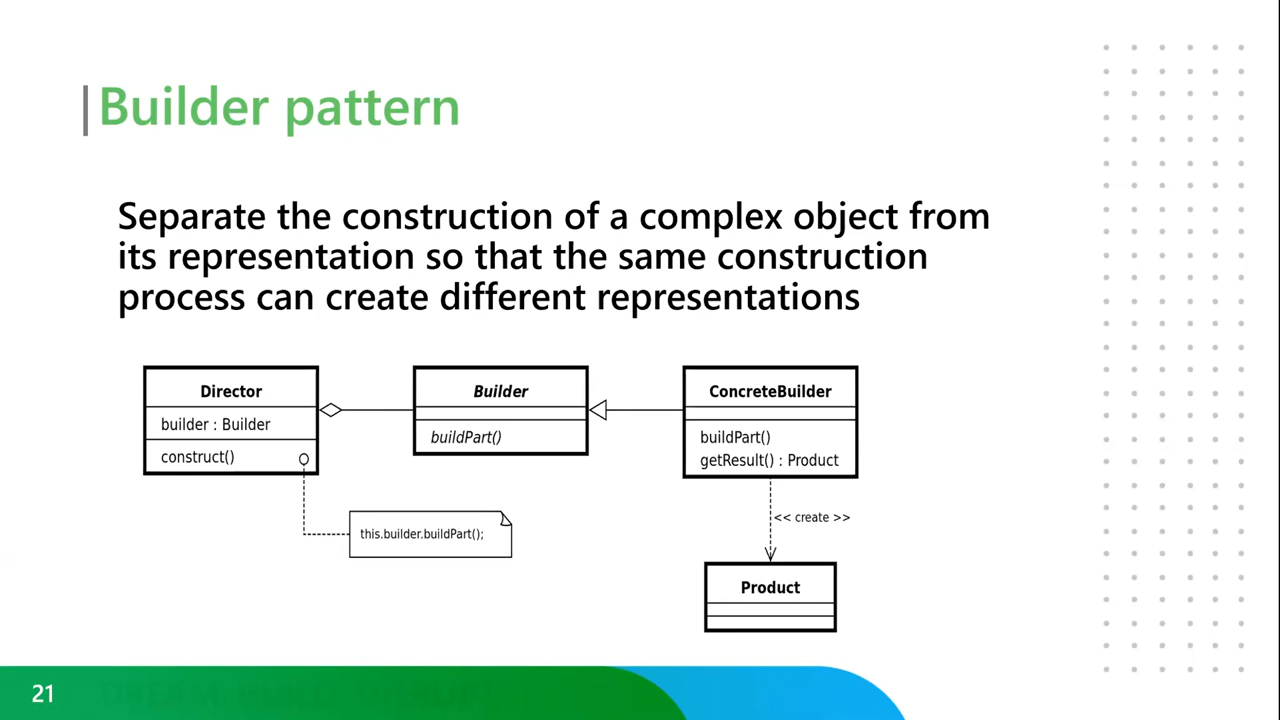 Builder pattern
Separate the construction of a complex object from
its representation so that the same construction
process can create different representations
Director
builder : Builder
construct()
this.builder.buildPart();
Builder
buildPart()
ConcreteBuilder
buildPart()
getResult() : Product
<< create >>
Product
21